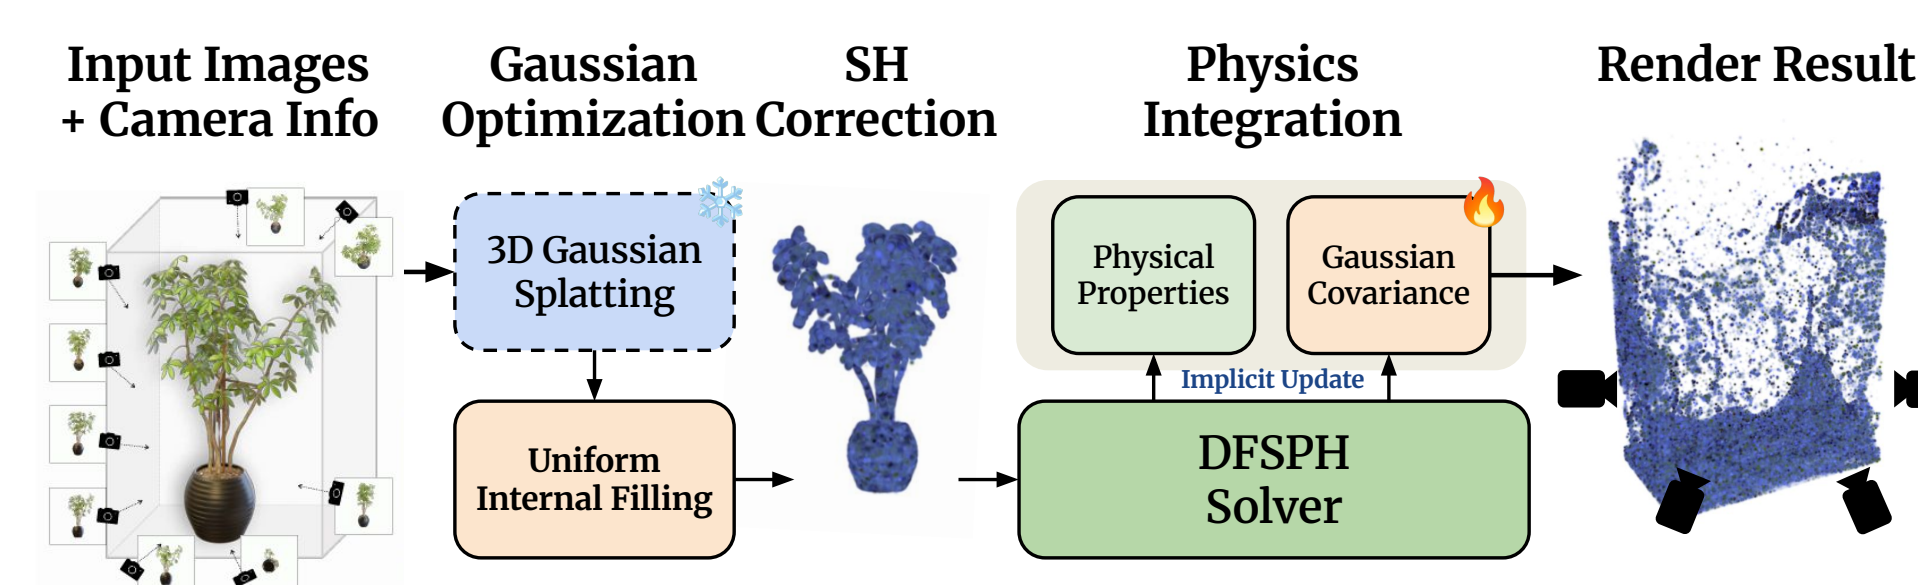 Input Images
+ Camera Info
Gaussian
Optimization
SH
Correction
Physics
Integration
Render Result
3D Gaussian
Splatting
Uniform
Internal Filling
Physical
Properties
Gaussian
Covariance
Implicit Update
DFSPH
Solver